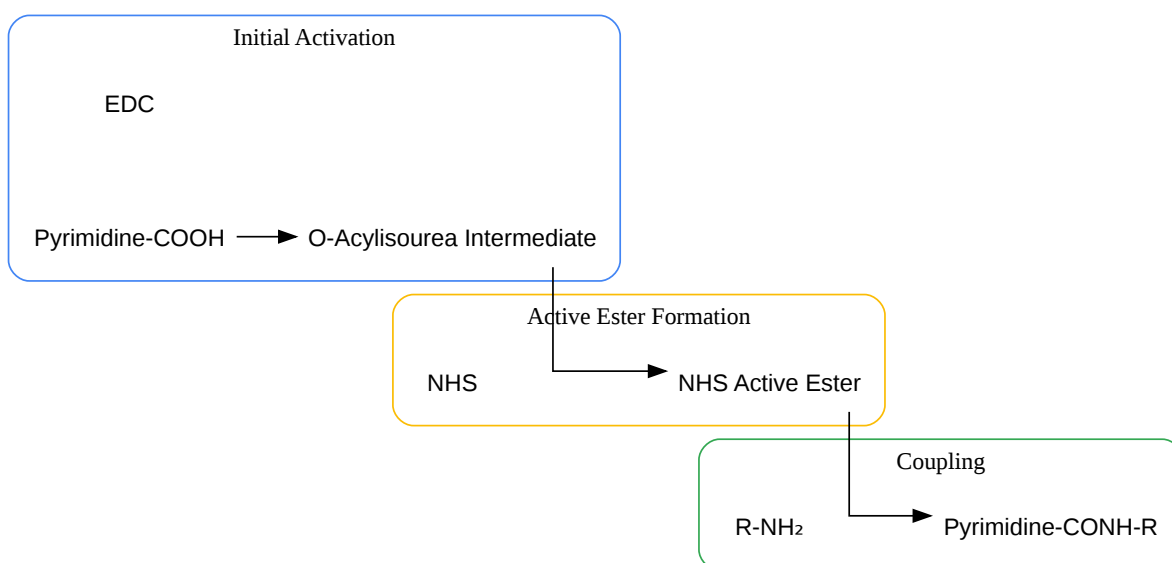 Initial Activation
EDC
Pyrimidine-COOH
O-Acylisourea Intermediate
Active Ester Formation
NHS
NHS Active Ester
Coupling
R-NH₂
Pyrimidine-CONH-R